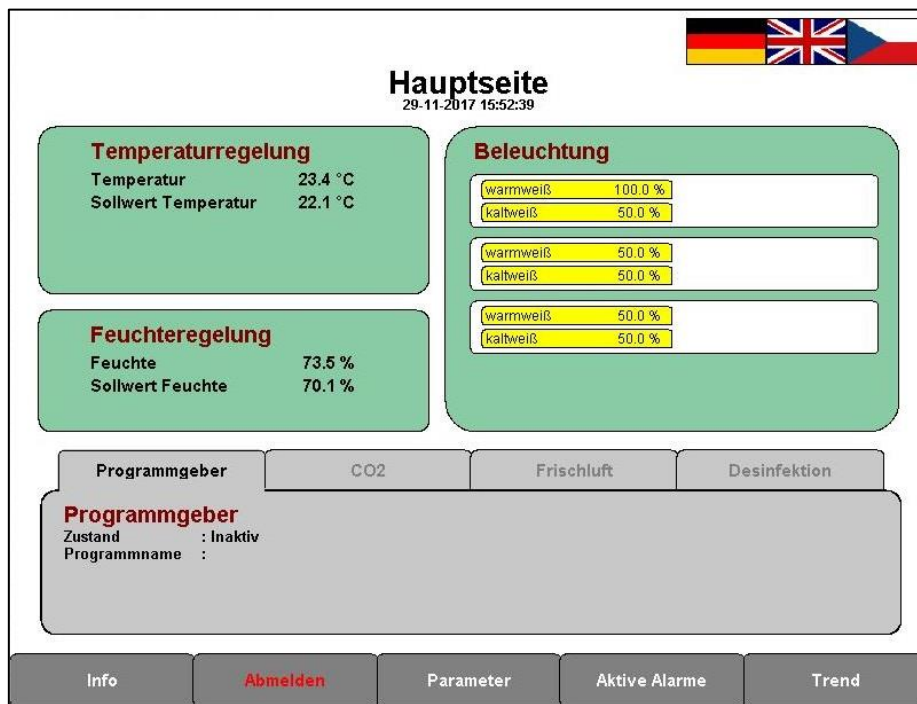 Hauptseite
29-11-2017 15:52:39
Temperaturregelung
Temperatur 23.4 °C
Sollwert Temperatur 22.1 °C
Feuchteregelung
Feuchte 73.5 %
Sollwert Feuchte 70.1 %
Beleuchtung
warmweiß 100.0 %
kaltweiß 50.0 %
warmweiß 50.0 %
kaltweiß 50.0 %
warmweiß 50.0 %
kaltweiß 50.0 %
Programmgeber CO2 Frischluft Desinfektion
Programmgeber
Zustand : Inaktiv
Programmname :
Info Abmelden Parameter Aktive Alarme Trend